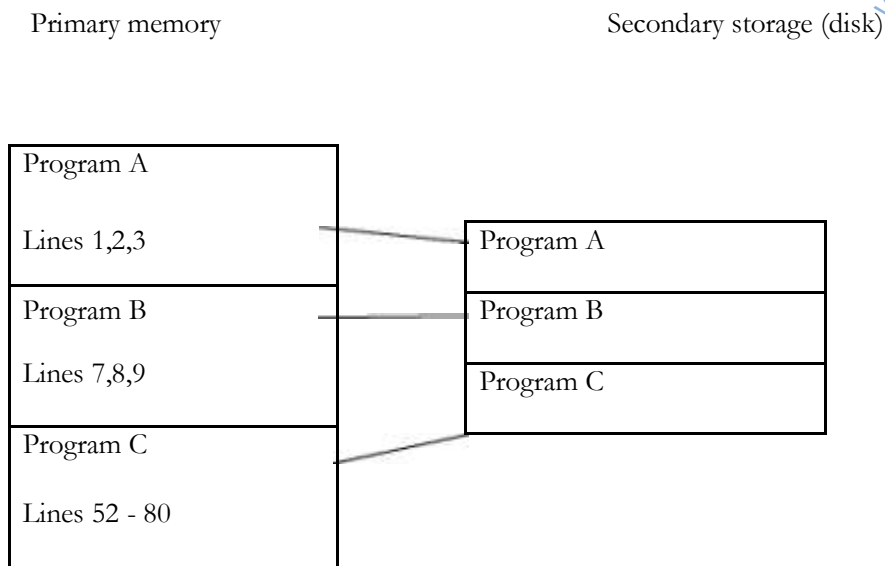 Primary memory
Secondary storage (disk)
Program A
Lines 1,2,3
Program B
Lines 7,8,9
Program C
Lines 52 - 80
Program A
Program B
Program C